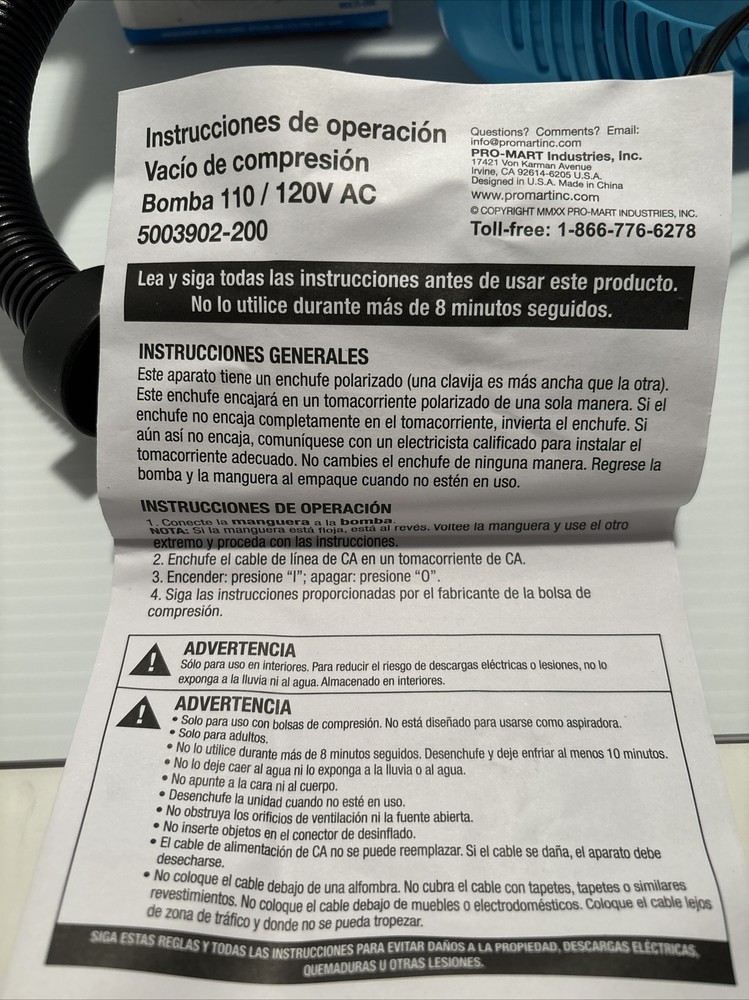 Instrucciones de operación
Vacío de compresión
Bomba 110 / 120V AC
5003902-200
Questions? Comments? Email:
info@promartinc.com
PRO-MART Industries, Inc.
17421 Von Karman Avenue
Irvine, CA 92614-6205 U.S.A.
Designed in U.S.A. Made in China
www.promartinc.com
© COPYRIGHT MMXX PRO-MART INDUSTRIES, INC.
Toll-free: 1-866-776-6278
Lea y siga todas las instrucciones antes de usar este producto.
No lo utilice durante más de 8 minutos seguidos.
INSTRUCCIONES GENERALES
Este aparato tiene un enchufe polarizado (una clavija es más ancha que la otra).
Este enchufe encajará en un tomacorriente polarizado de una sola manera. Si el
enchufe no encaja completamente en el tomacorriente, invierta el enchufe. Si
aún así no encaja, comuníquese con un electricista calificado para instalar el
tomacorriente adecuado. No cambies el enchufe de ninguna manera. Regrese la
bomba y la manguera al empaque cuando no estén en uso.
INSTRUCCIONES DE OPERACIÓN
1. Conecte la manguera a la bomba.
NOTA: Si la manguera está floja, está al revés. Voltee la manguera y use el otro
extremo y proceda con las instrucciones.
2. Enchufe el cable de línea de CA en un tomacorriente de CA.
3. Encender: presione “I”; apagar: presione “O”.
4. Siga las instrucciones proporcionadas por el fabricante de la bolsa de
compresión.
ADVERTENCIA
Sólo para uso en interiores. Para reducir el riesgo de descargas eléctricas o lesiones, no lo
exponga a la lluvia ni al agua. Almacenado en interiores.
ADVERTENCIA
• Solo para uso con bolsas de compresión. No está diseñado para usarse como aspiradora.
• Solo para adultos.
• No lo utilice durante más de 8 minutos seguidos. Desenchufe y deje enfriar al menos 10 minutos.
• No lo deje caer al agua ni lo exponga a la lluvia o al agua.
• No apunte a la cara ni al cuerpo.
• Desenchufe la unidad cuando no esté en uso.
• No obstruya los orificios de ventilación ni la fuente abierta.
• No inserte objetos en el conector de desinflado.
• El cable de alimentación de CA no se puede reemplazar. Si el cable se daña, el aparato debe
desecharse.
• No coloque el cable debajo de una alfombra. No cubra el cable con tapetes, tapetes o similares
revestimientos. No coloque el cable debajo de muebles o electrodomésticos. Coloque el cable lejos
de zona de tráfico y donde no se pueda tropezar.
SIGA ESTAS REGLAS Y TODAS LAS INSTRUCCIONES PARA EVITAR DAÑOS A LA PROPIEDAD, DESCARGAS ELÉCTRICAS,
QUEMADURAS U OTRAS LESIONES.